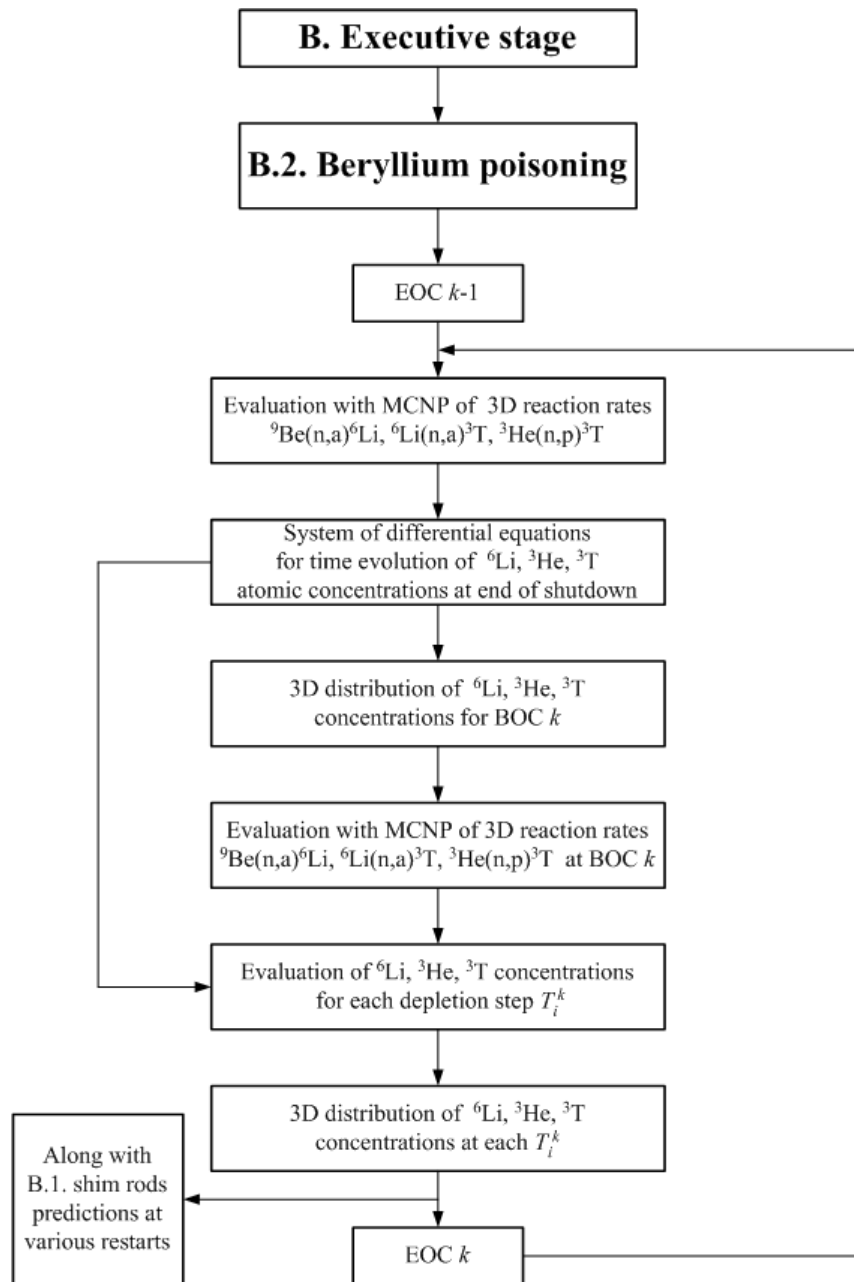 B. Executive stage
B.2. Beryllium poisoning
EOC k-1
Evaluation with MCNP of 3D reaction rates
⁹Be(n,a)⁶Li, ⁶Li(n,a)³T, ³He(n,p)³T
System of differential equations
for time evolution of ⁶Li, ³He, ³T
atomic concentrations at end of shutdown
3D distribution of ⁶Li, ³He, ³T
concentrations for BOC k
Evaluation with MCNP of 3D reaction rates
⁹Be(n,a)⁶Li, ⁶Li(n,a)³T, ³He(n,p)³T at BOC k
Evaluation of ⁶Li, ³He, ³T concentrations
for each depletion step Tᵢᵏ
3D distribution of ⁶Li, ³He, ³T
concentrations at each Tᵢᵏ
Along with
B.1. shim rods
predictions at
various restarts
EOC k